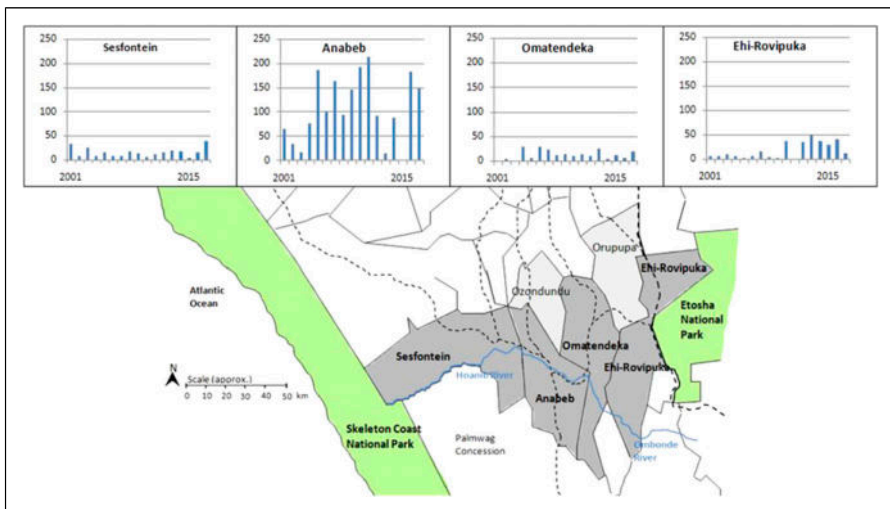 Sesfontein
250
200
150
100
50
0
2001
2015
Anabeb
250
200
150
100
50
0
2001
2015
Omatendeka
250
200
150
100
50
0
2001
2015
Ehi-Rovipuka
250
200
150
100
50
0
2001
2015
Orupupa
Ehi-Rovipuka
Atlantic
Ocean
Ozondundu
Etosha
National
Park
Sesfontein
Omatendeka
Hoanib River
Ehi-Rovipuka
N
Scale (approx.)
0 10 20 30 40 50 km
Anabeb
Skeleton Coast
National Park
Palmwag
Concession
Ombonde
River